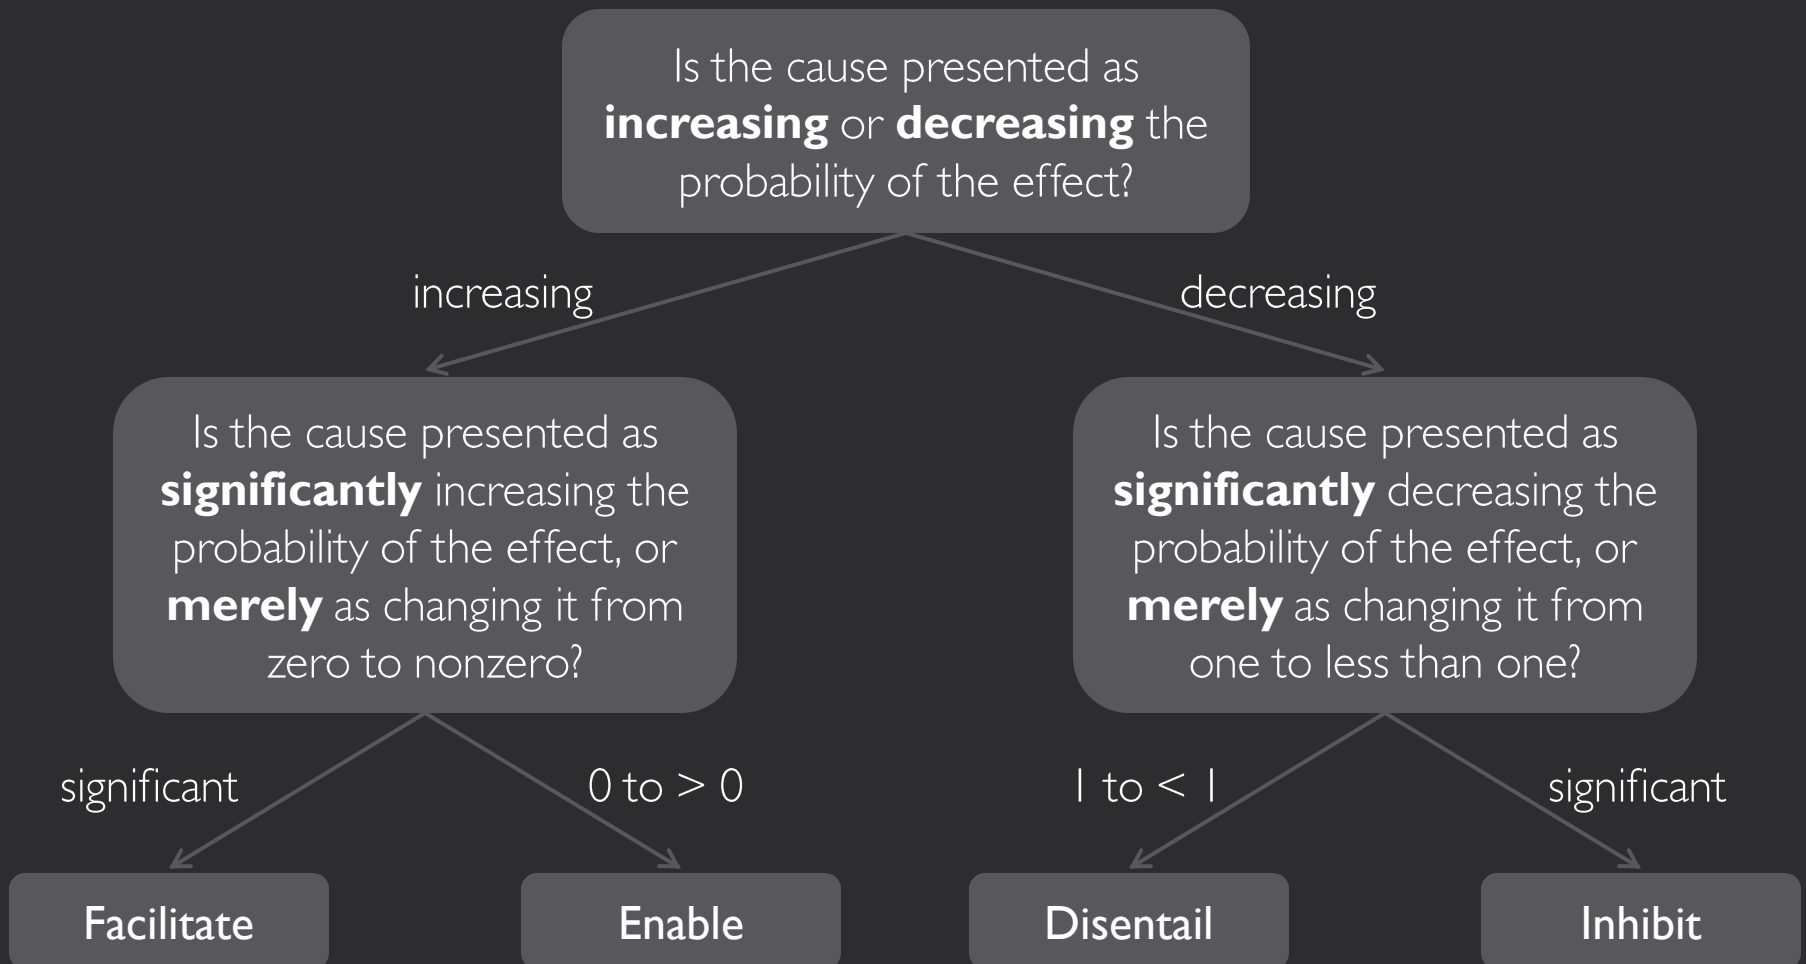 Is the cause presented as
increasing or decreasing the
probability of the effect?
increasing
decreasing
Is the cause presented as
significantly increasing the
probability of the effect, or
merely as changing it from
zero to nonzero?
Is the cause presented as
significantly decreasing the
probability of the effect, or
merely as changing it from
one to less than one?
significant
0 to > 0
1 to < 1
significant
Facilitate
Enable
Disentail
Inhibit